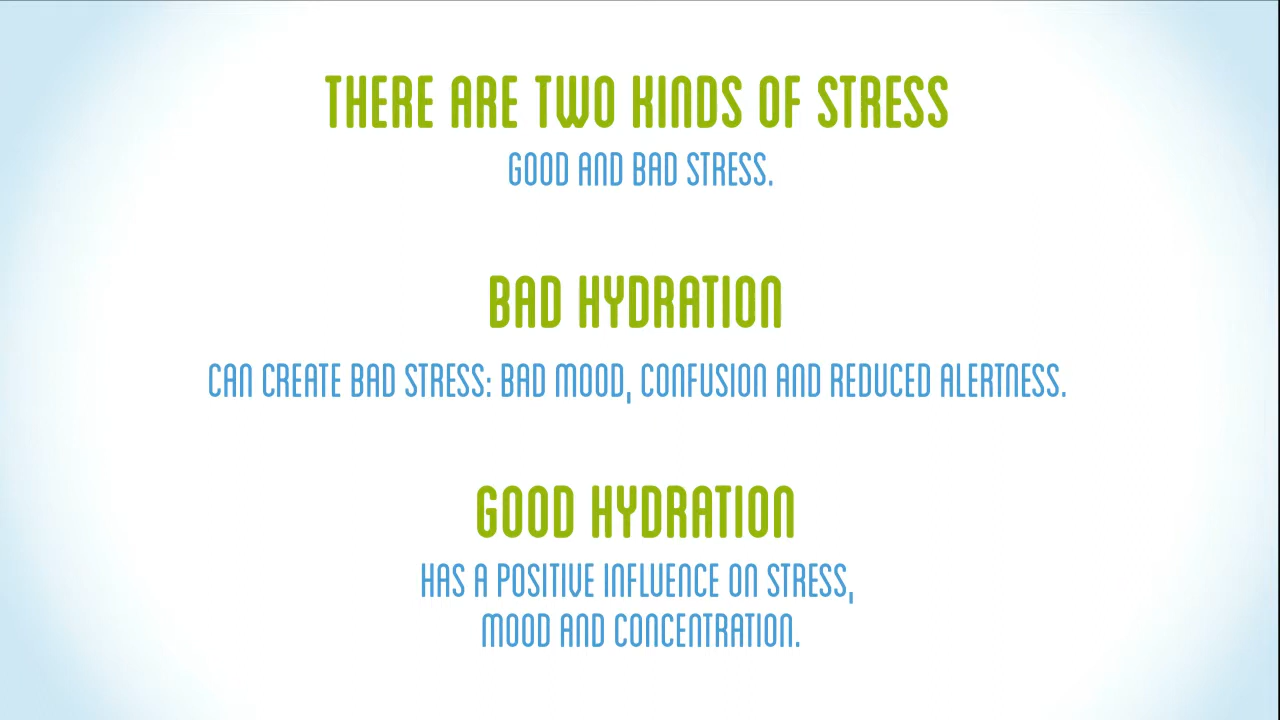 THERE ARE TWO KINDS OF STRESS
GOOD AND BAD STRESS.
BAD HYDRATION
CAN CREATE BAD STRESS: BAD MOOD, CONFUSION AND REDUCED ALERTNESS.
GOOD HYDRATION
HAS A POSITIVE INFLUENCE ON STRESS,
MOOD AND CONCENTRATION.